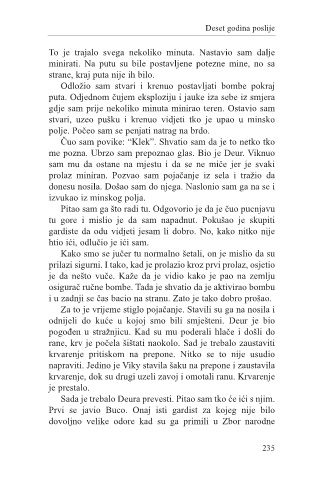 Deset godina poslije
To je trajalo svega nekoliko minuta. Nastavio sam dalje
minirati. Na putu su bile postavljene potezne mine, no sa
strane, kraj puta nije ih bilo.
Odložio sam stvari i krenuo postavljati bombe pokraj
puta. Odjednom čujem eksploziju i jauke iza sebe iz smjera
gdje sam prije nekoliko minuta minirao teren. Ostavio sam
stvari, uzeo pušku i krenuo vidjeti tko je upao u minsko
polje. Počeo sam se penjati natrag na brdo.
Čuo sam povike: “Klek”. Shvatio sam da je to netko tko
me pozna. Ubrzo sam prepoznao glas. Bio je Deur. Viknuo
sam mu da ostane na mjestu i da se ne miče jer je svaki
prolaz miniran. Pozvao sam pojačanje iz sela i tražio da
donesu nosila. Došao sam do njega. Naslonio sam ga na se i
izvukao iz minskog polja.
Pitao sam ga što radi tu. Odgovorio je da je čuo pucnjavu
tu gore i mislio je da sam napadnut. Pokušao je skupiti
gardiste da odu vidjeti jesam li dobro. No, kako nitko nije
htio ići, odlučio je ići sam.
Kako smo se jučer tu normalno šetali, on je mislio da su
prilazi sigurni. I tako, kad je prolazio kroz prvi prolaz, osjetio
je da nešto vuče. Kaže da je vidio kako je pao na zemlju
osigurač ručne bombe. Tada je shvatio da je aktivirao bombu
i u zadnji se čas bacio na stranu. Zato je tako dobro prošao.
Za to je vrijeme stiglo pojačanje. Stavili su ga na nosila i
odnijeli do kuće u kojoj smo bili smješteni. Deur je bio
pogođen u stražnjicu. Kad su mu poderali hlače i došli do
rane, krv je počela šištati naokolo. Sad je trebalo zaustaviti
krvarenje pritiskom na prepone. Nitko se to nije usudio
napraviti. Jedino je Viky stavila šaku na prepone i zaustavila
krvarenje, dok su drugi uzeli zavoj i omotali ranu. Krvarenje
je prestalo.
Sada je trebalo Deura prevesti. Pitao sam tko će ići s njim.
Prvi se javio Buco. Onaj isti gardist za kojeg nije bilo
dovoljno velike odore kad su ga primili u Zbor narodne
235